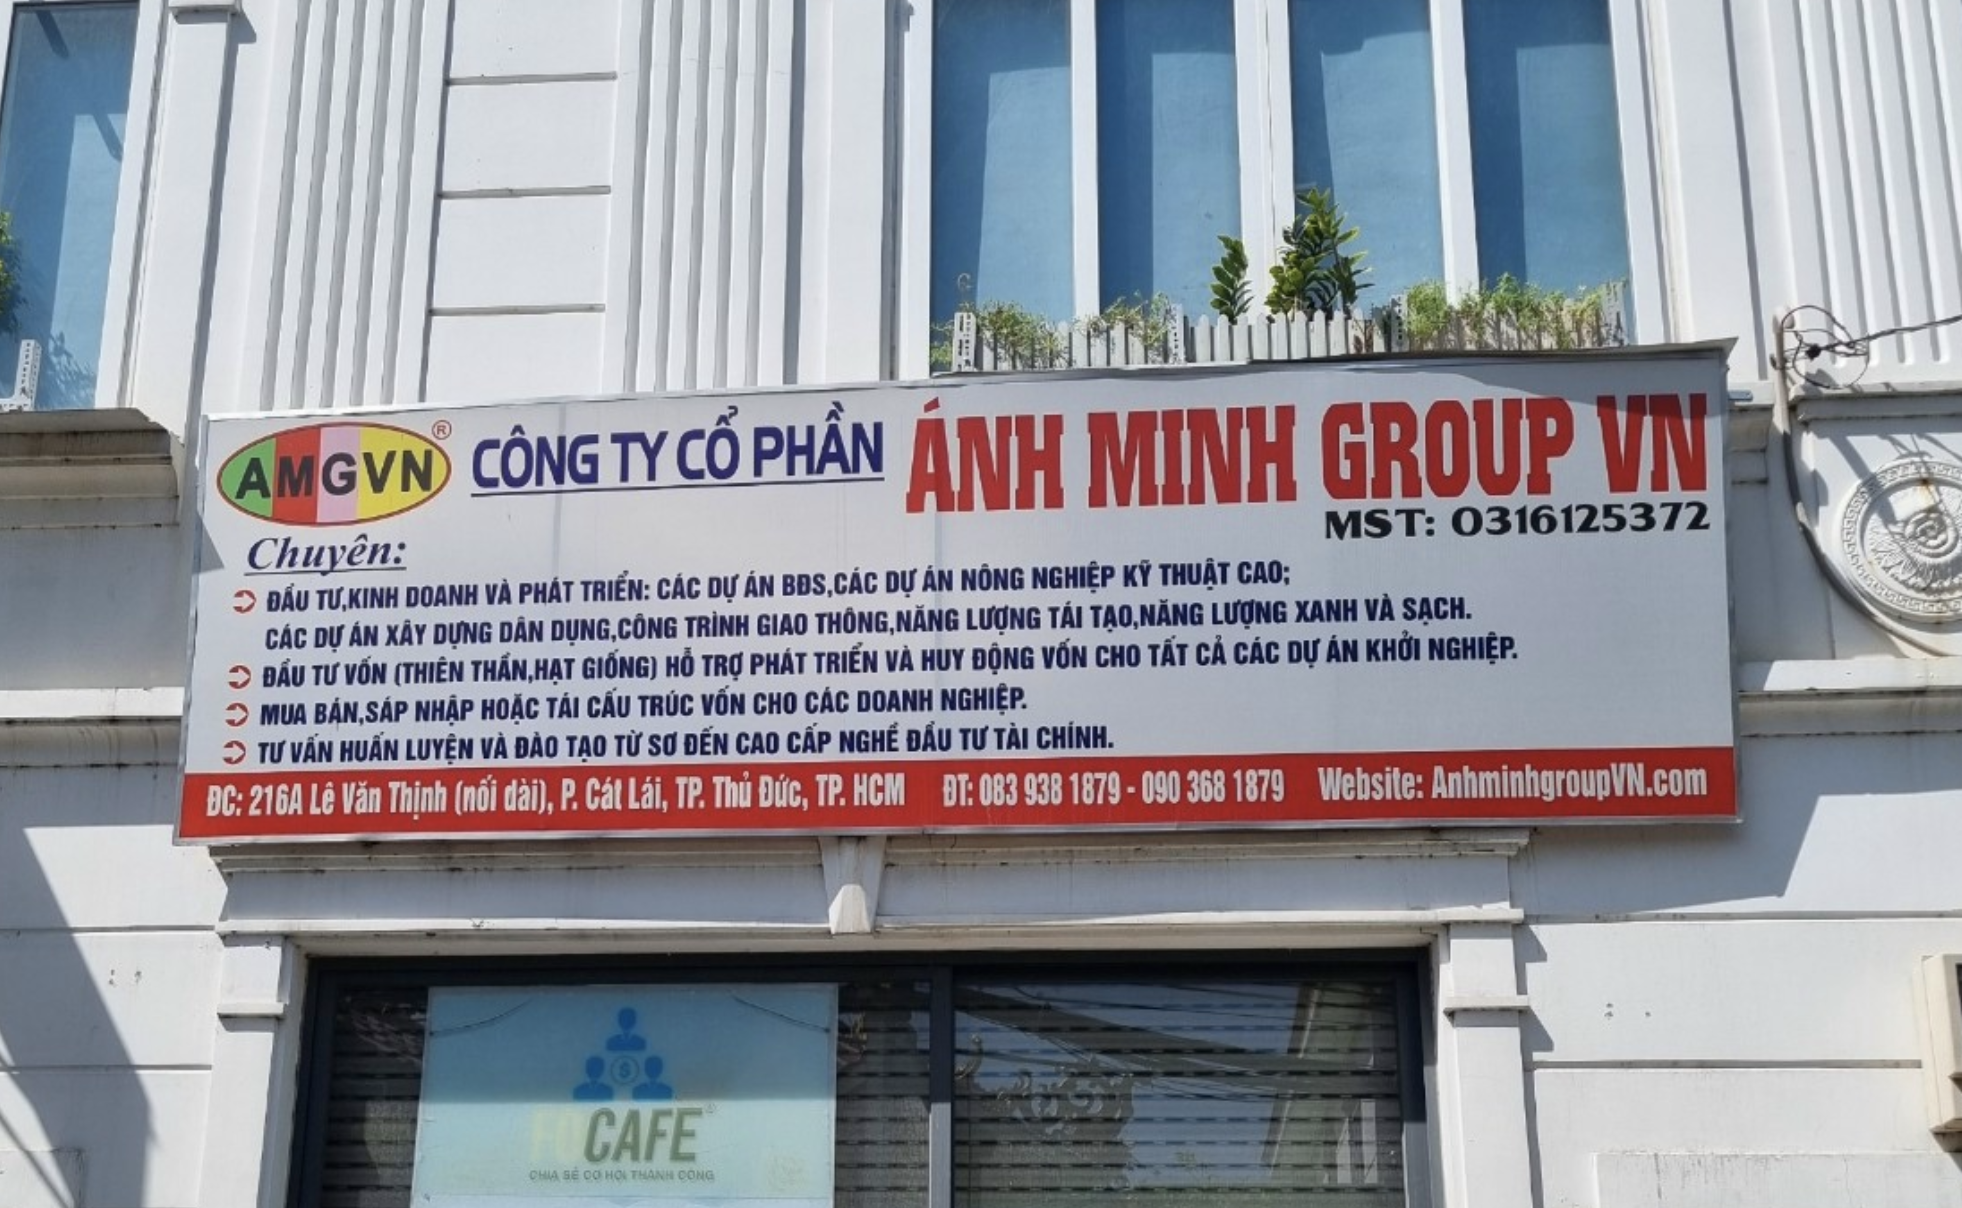 AMGVN ® CÔNG TY CỔ PHẦN ÁNH MINH GROUP VN
MST: 0316125372
Chuyên:
ĐẦU TƯ,KINH DOANH VÀ PHÁT TRIỂN: CÁC DỰ ÁN BĐS,CÁC DỰ ÁN NÔNG NGHIỆP KỸ THUẬT CAO;
CÁC DỰ ÁN XÂY DỰNG DÂN DỤNG,CÔNG TRÌNH GIAO THÔNG,NĂNG LƯỢNG TÁI TẠO,NĂNG LƯỢNG XANH VÀ SẠCH.
ĐẦU TƯ VỐN (THIÊN THẦN,HẠT GIỐNG) HỖ TRỢ PHÁT TRIỂN VÀ HUY ĐỘNG VỐN CHO TẤT CẢ CÁC DỰ ÁN KHỞI NGHIỆP.
MUA BÁN,SÁP NHẬP HOẶC TÁI CẤU TRÚC VỐN CHO CÁC DOANH NGHIỆP.
TƯ VẤN HUẤN LUYỆN VÀ ĐÀO TẠO TỪ SƠ ĐẾN CAO CẤP NGHỀ ĐẦU TƯ TÀI CHÍNH.
ĐC: 216A Lê Văn Thịnh (nối dài), P. Cát Lái, TP. Thủ Đức, TP. HCM ĐT: 083 938 1879 - 090 368 1879 Website: AnhminhgroupVN.com
$
FOCAFE®
CHIA SẺ CƠ HỘI THÀNH CÔNG